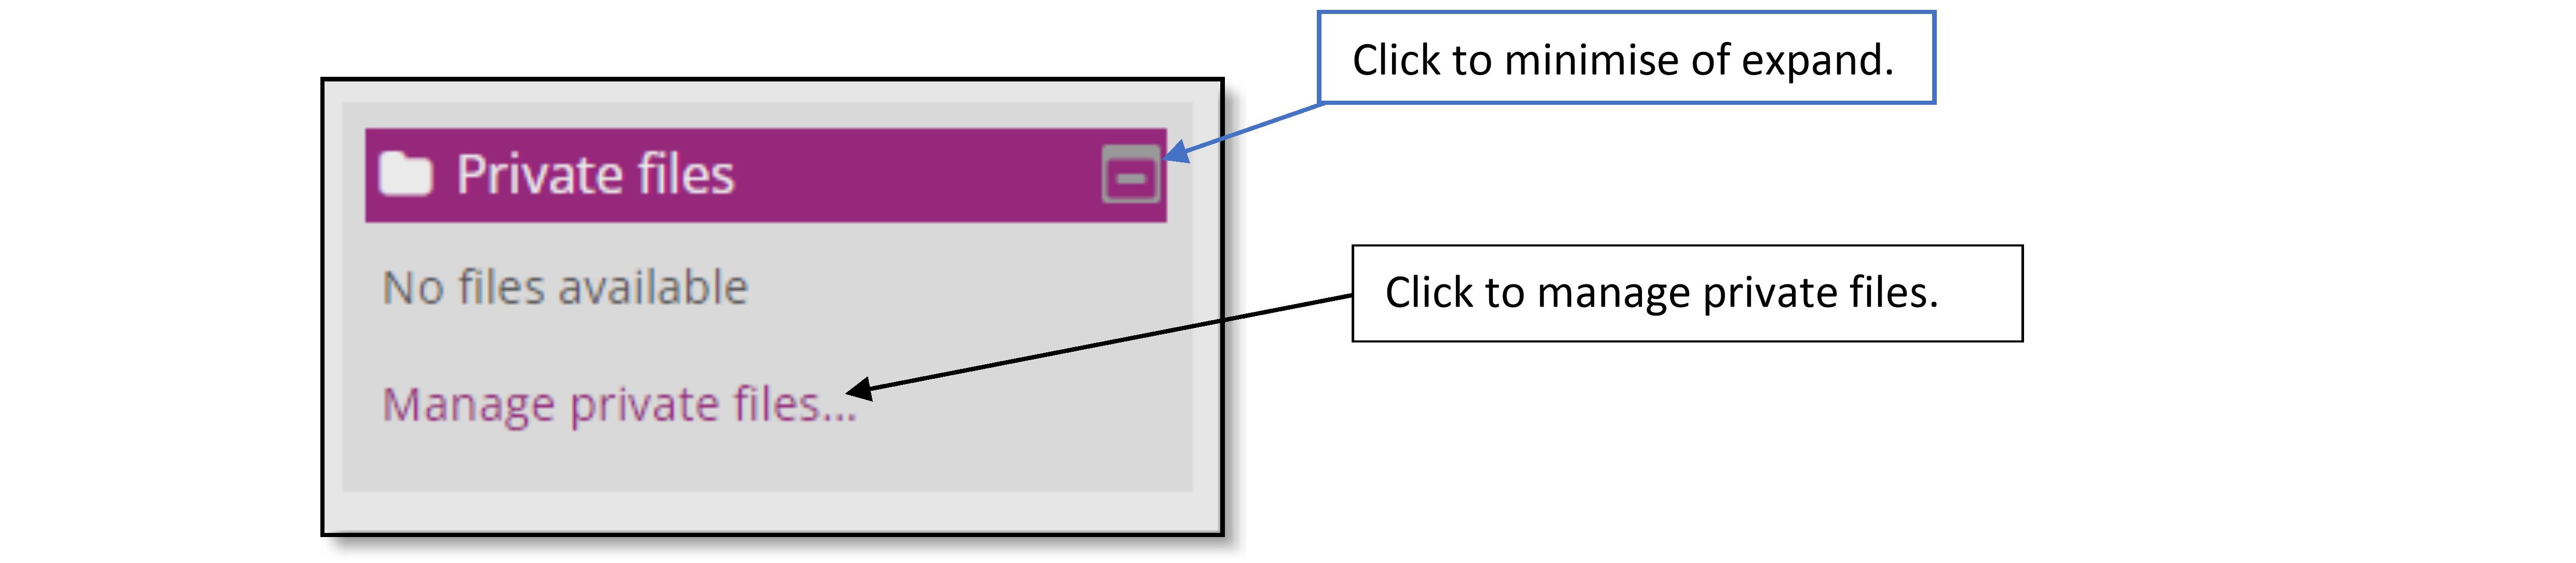 Click to minimise of expand.
Private files
Click to manage private files.
No files available
Manage private files...